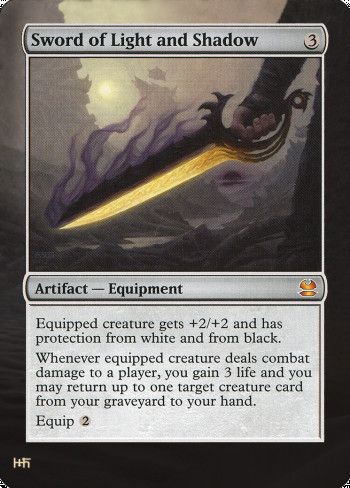 Sword of Light and Shadow 3
Artifact — Equipment
Equipped creature gets +2/+2 and has
protection from white and from black.
Whenever equipped creature deals combat
damage to a player, you gain 3 life and you
may return up to one target creature card
from your graveyard to your hand.
Equip 2